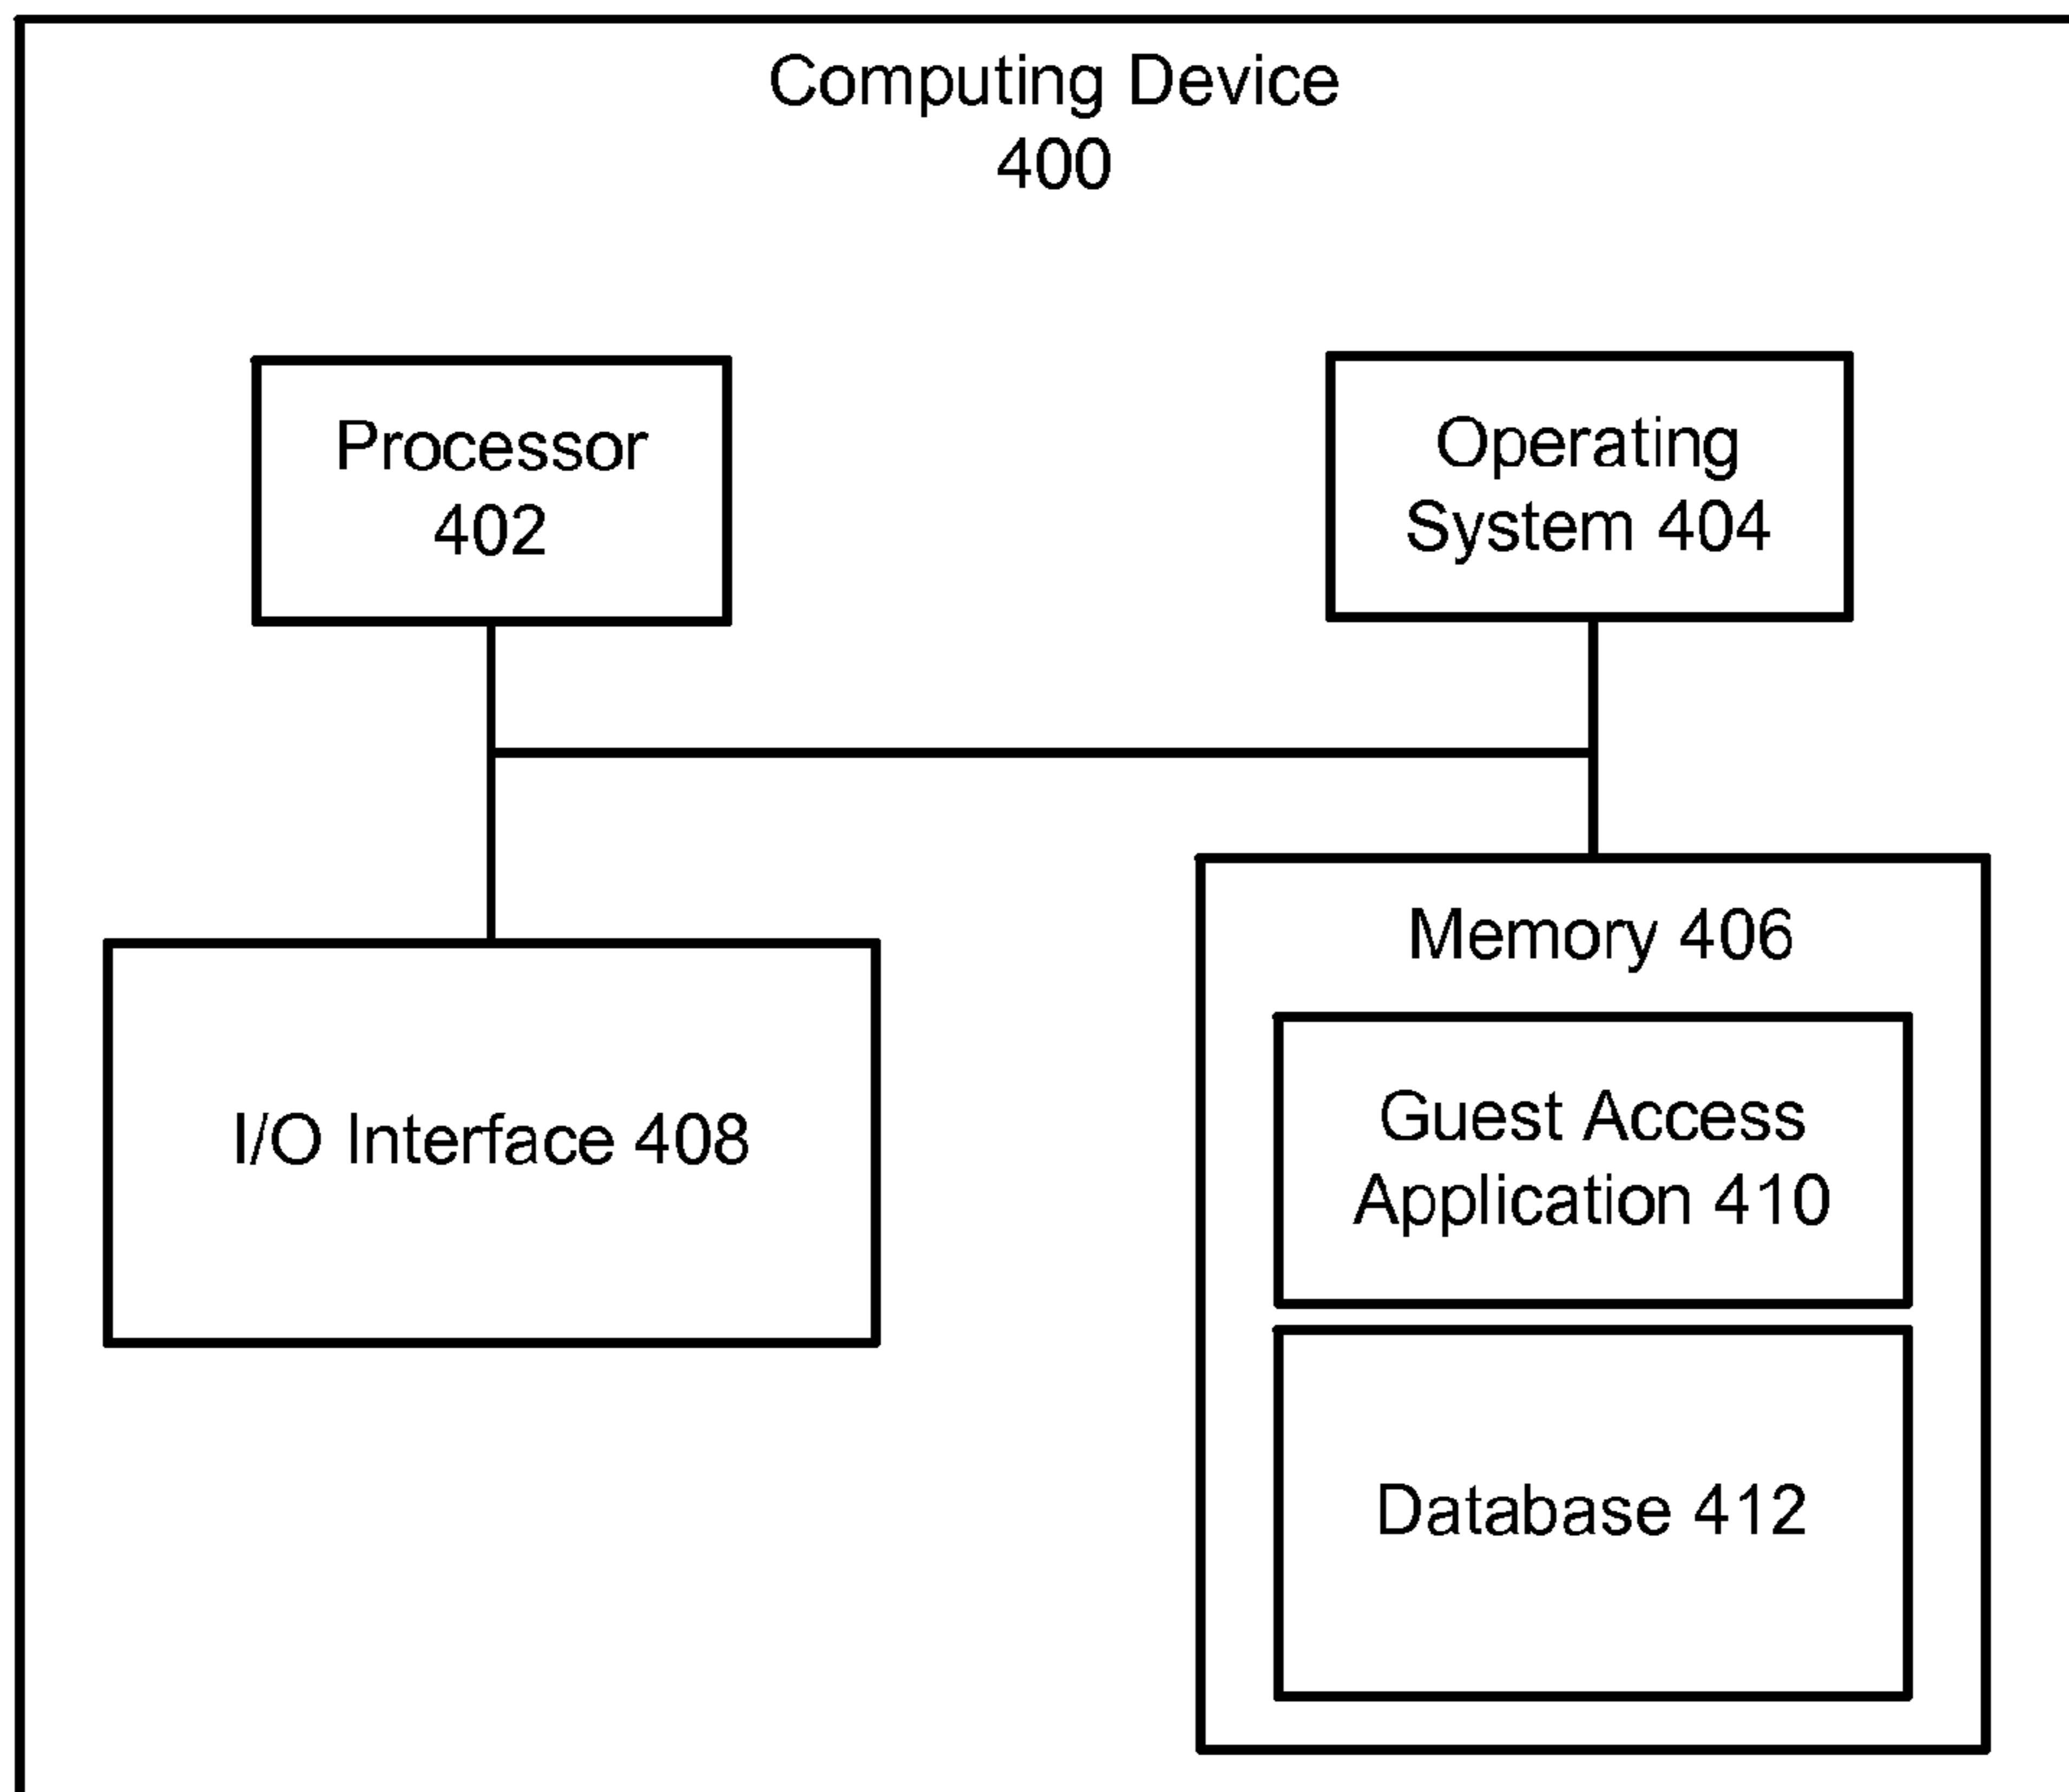 Computing Device
400
Processor
402
Operating
System 404
I/O Interface 408
Memory 406
Guest Access
Application 410
Database 412